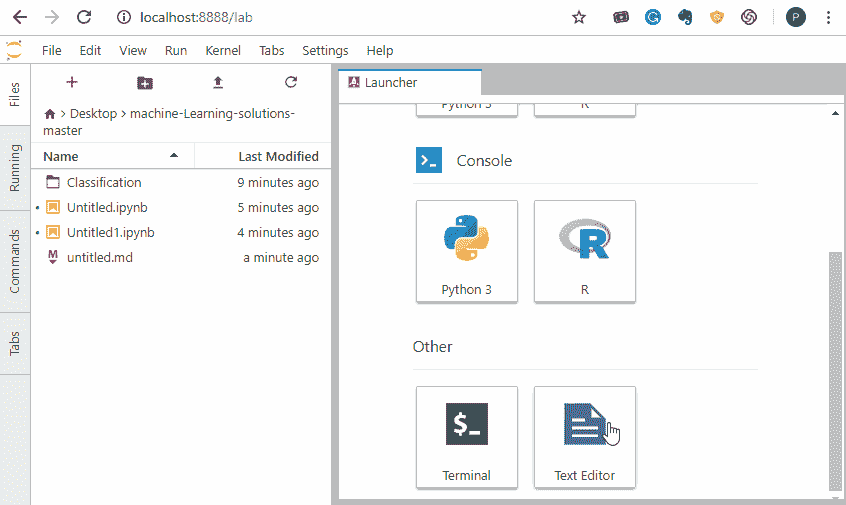 localhost:8888/lab
P
File Edit View Run Kernel Tabs Settings Help
Files
Running
Commands
Tabs
Desktop > machine-Learning-solutions-
master
Name Last Modified
Classification 9 minutes ago
Untitled.ipynb 5 minutes ago
Untitled1.ipynb 4 minutes ago
M untitled.md a minute ago
Launcher
Python 3 R
>_ Console
Python 3 R
Other
$_
Terminal Text Editor